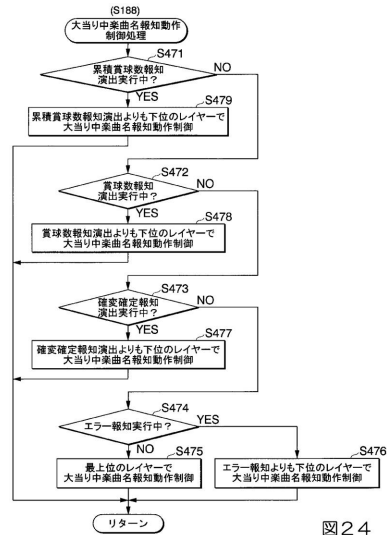 (S188)
大当り中楽曲名報知動作
制御処理
S471
累積賞球数報知
演出実行中?
NO
YES
S479
累積賞球数報知演出よりも下位のレイヤーで
大当り中楽曲名報知動作制御
S472
賞球数報知
演出実行中?
NO
YES
S478
賞球数報知演出よりも下位のレイヤーで
大当り中楽曲名報知動作制御
S473
確変確定報知
演出実行中?
NO
YES
S477
確変確定報知演出よりも下位のレイヤーで
大当り中楽曲名報知動作制御
S474
エラー報知実行中?
YES
NO
S475
最上位のレイヤーで
大当り中楽曲名報知動作制御
S476
エラー報知よりも下位のレイヤーで
大当り中楽曲名報知動作制御
リターン
図24